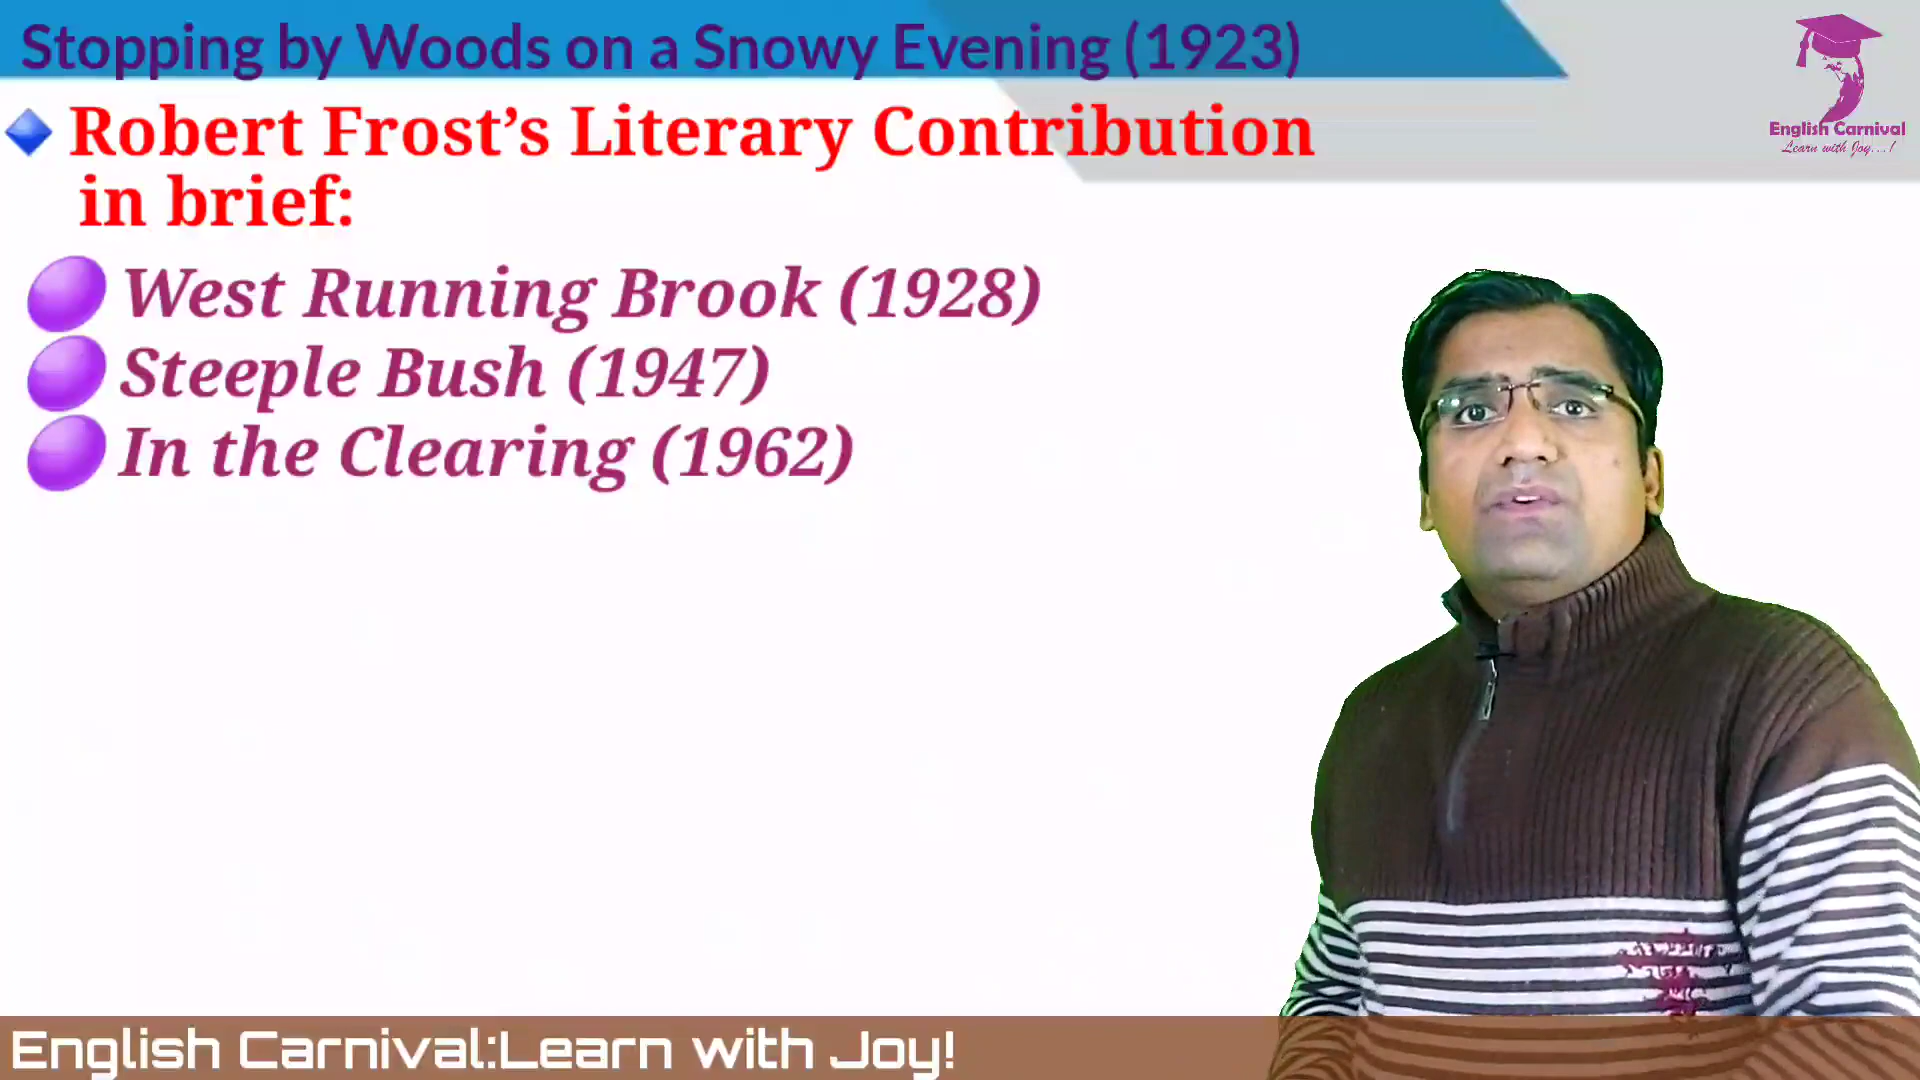 Stopping by Woods on a Snowy Evening (1923)
English Carnival
Learn with Joy....!
Robert Frost’s Literary Contribution
in brief:
West Running Brook (1928)
Steeple Bush (1947)
In the Clearing (1962)
English Carnival:Learn with Joy!